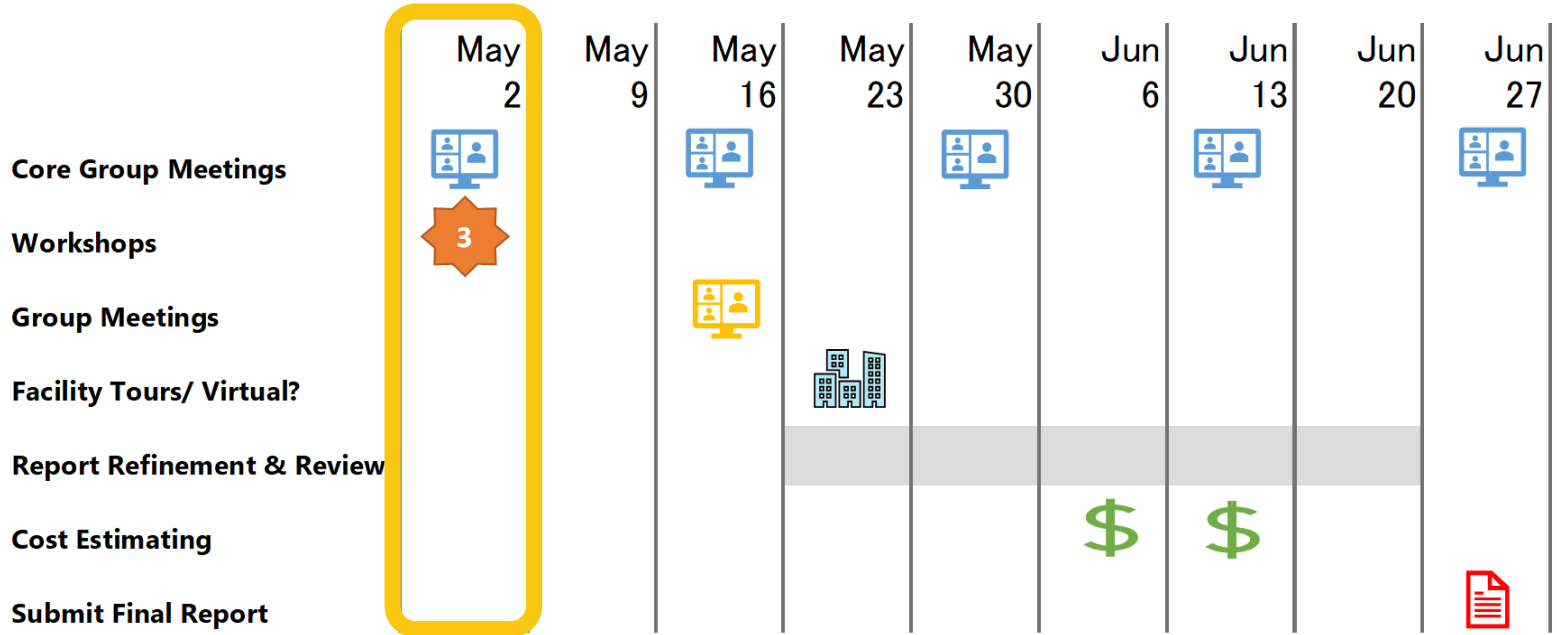 May May May May May Jun Jun Jun Jun
2 9 16 23 30 6 13 20 27
Core Group Meetings
Workshops 3
Group Meetings
Facility Tours/ Virtual?
Report Refinement & Review
Cost Estimating $ $
Submit Final Report